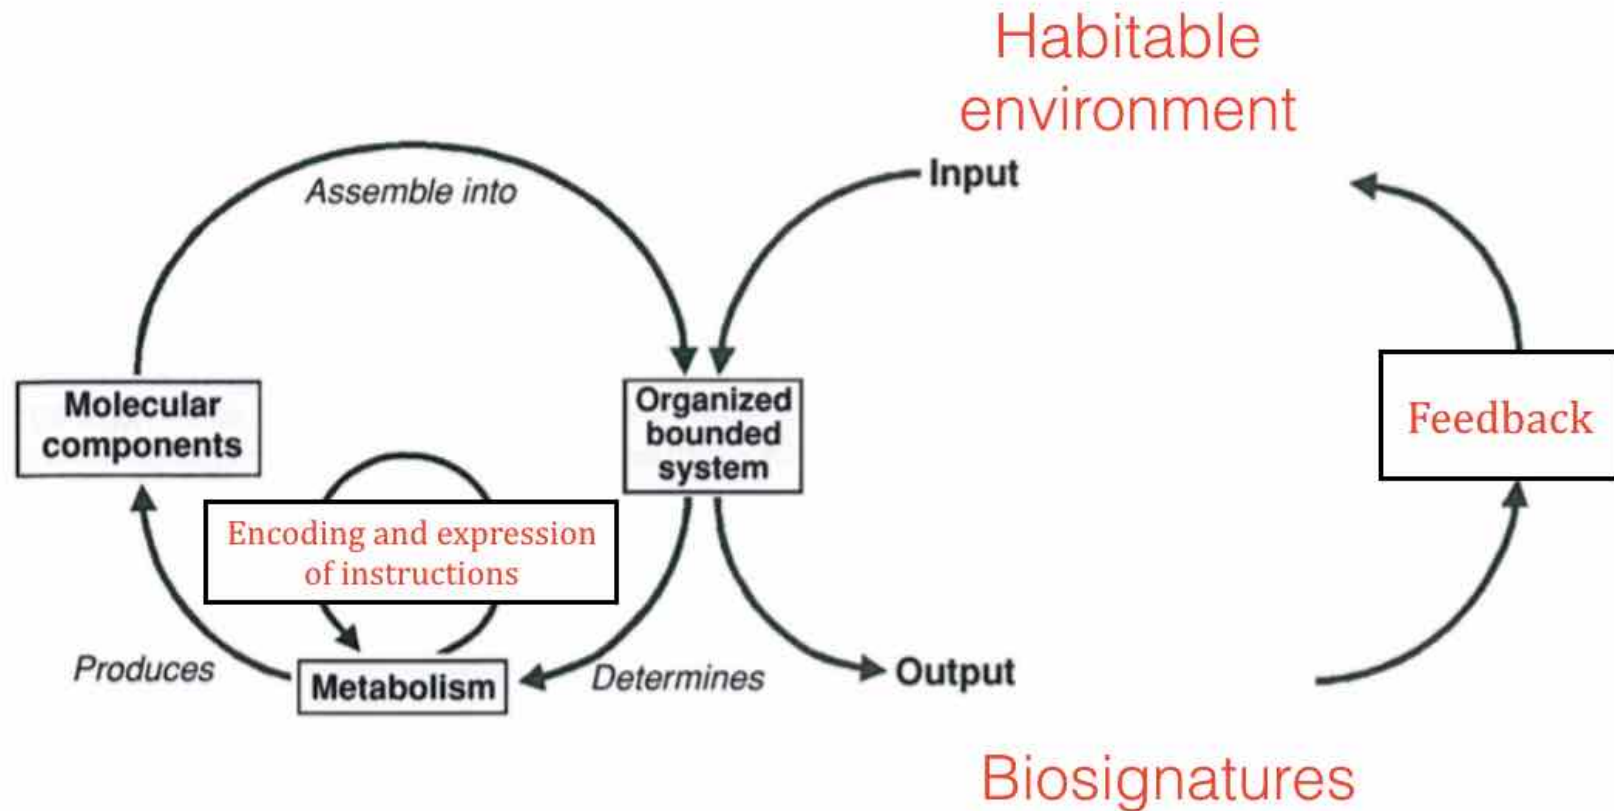 Habitable
environment
Assemble into
Input
Molecular
components
Organized
bounded
system
Feedback
Encoding and expression
of instructions
Produces
Metabolism
Determines
Output
Biosignatures